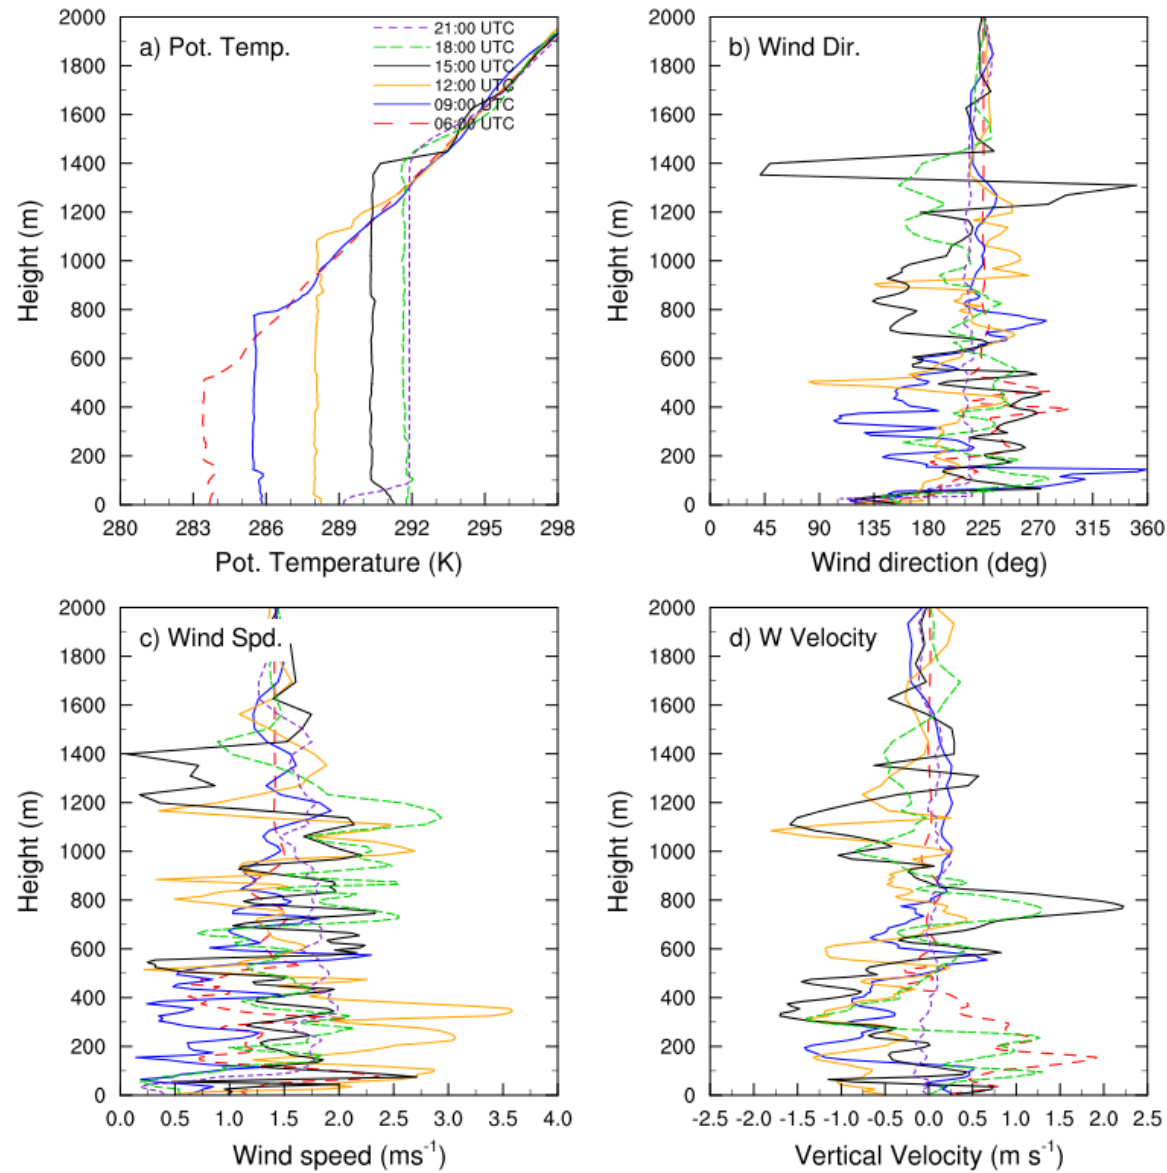 a) Pot. Temp.
21:00 UTC
18:00 UTC
15:00 UTC
12:00 UTC
09:00 UTC
06:00 UTC
2000
1800
1600
1400
1200
1000
800
600
400
200
0
Height (m)
280 283 286 289 292 295 298
Pot. Temperature (K)
b) Wind Dir.
2000
1800
1600
1400
1200
1000
800
600
400
200
0
Height (m)
0 45 90 135 180 225 270 315 360
Wind direction (deg)
c) Wind Spd.
2000
1800
1600
1400
1200
1000
800
600
400
200
0
Height (m)
0.0 0.5 1.0 1.5 2.0 2.5 3.0 3.5 4.0
Wind speed (ms-1)
d) W Velocity
2000
1800
1600
1400
1200
1000
800
600
400
200
0
Height (m)
-2.5 -2.0 -1.5 -1.0 -0.5 0.0 0.5 1.0 1.5 2.0 2.5
Vertical Velocity (m s-1)